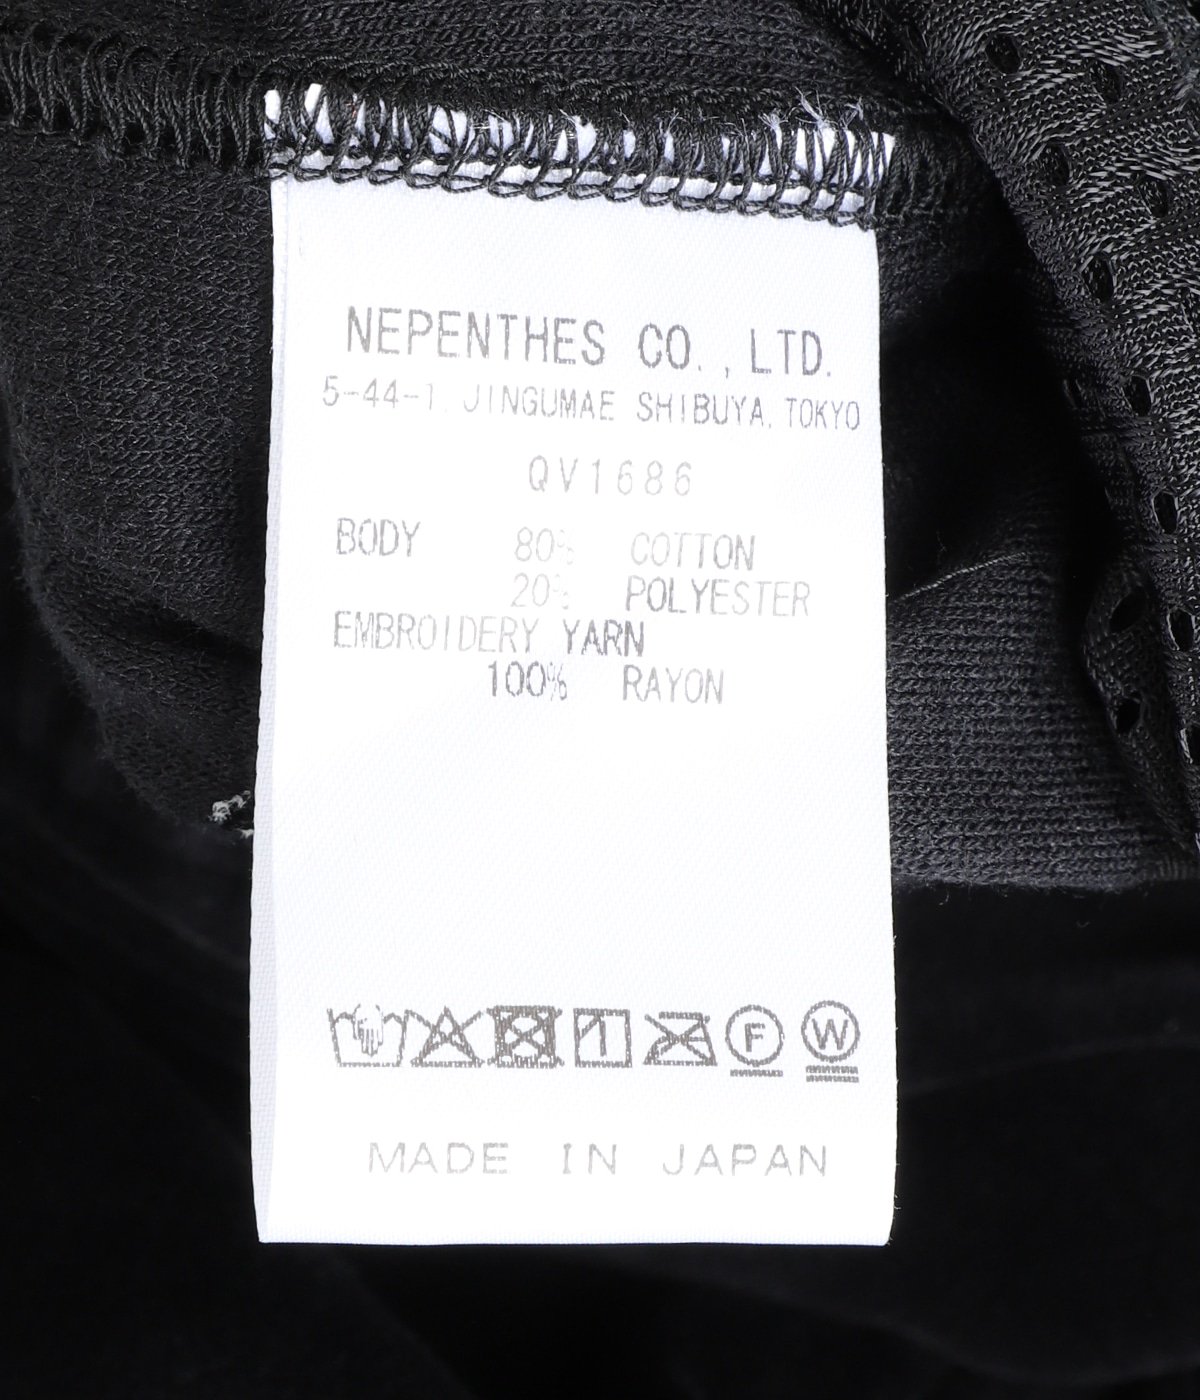 NEPENTHES CO., LTD.
5-44-1, JINGUMAE SHIBUYA, TOKYO
QV1686
BODY 80% COTTON
20% POLYESTER
EMBROIDERY YARN
100% RAYON
F W
MADE IN JAPAN